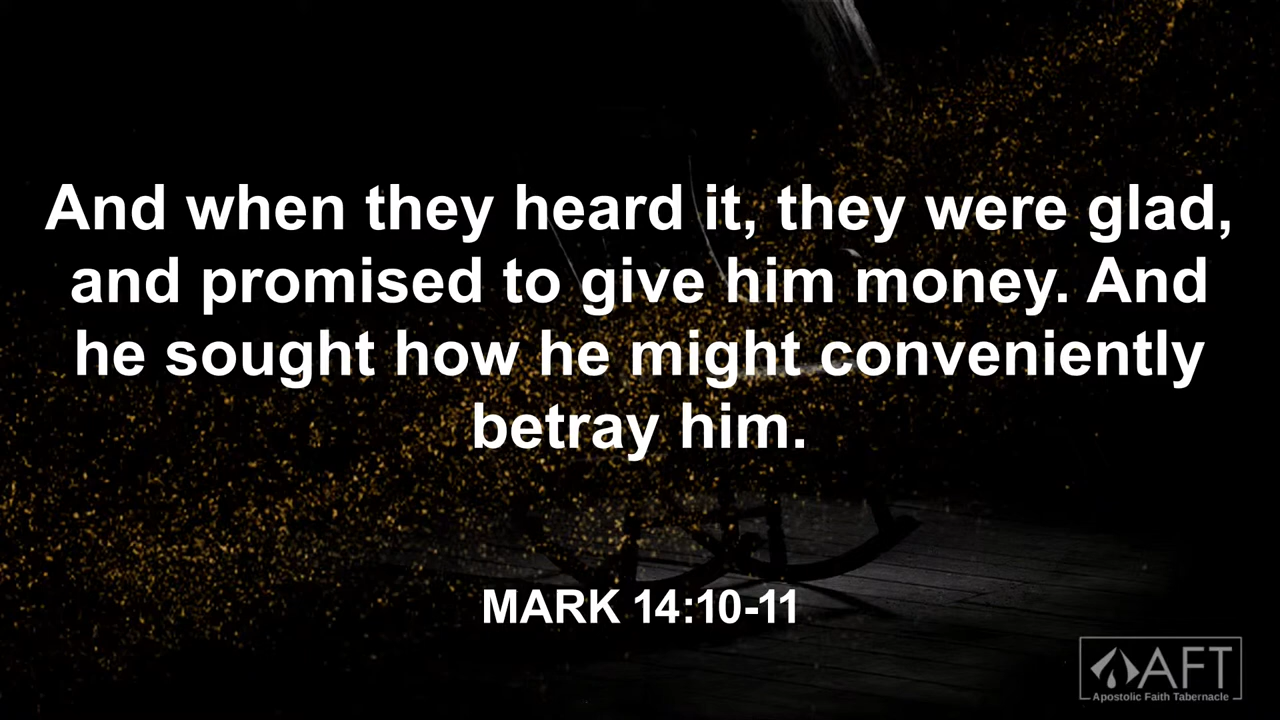 And when they heard it, they were glad,
and promised to give him money. And
he sought how he might conveniently
betray him.
MARK 14:10-11
AFT
Apostolic Faith Tabernacle